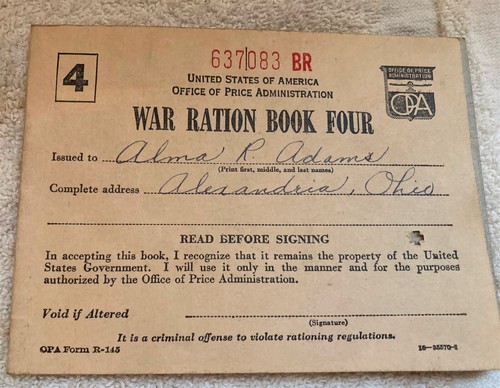 4
637083 BR
UNITED STATES OF AMERICA
OFFICE OF PRICE ADMINISTRATION
OFFICE OF PRICE
ADMINISTRATION
OPA
WAR RATION BOOK FOUR
Issued to Alma R. Adams
(Print first, middle, and last names)
Complete address Alexandria, Ohio
READ BEFORE SIGNING
In accepting this book, I recognize that it remains the property of the United
States Government. I will use it only in the manner and for the purposes
authorized by the Office of Price Administration.
Void if Altered
(Signature)
It is a criminal offense to violate rationing regulations.
OPA Form R-145
16-35570-1